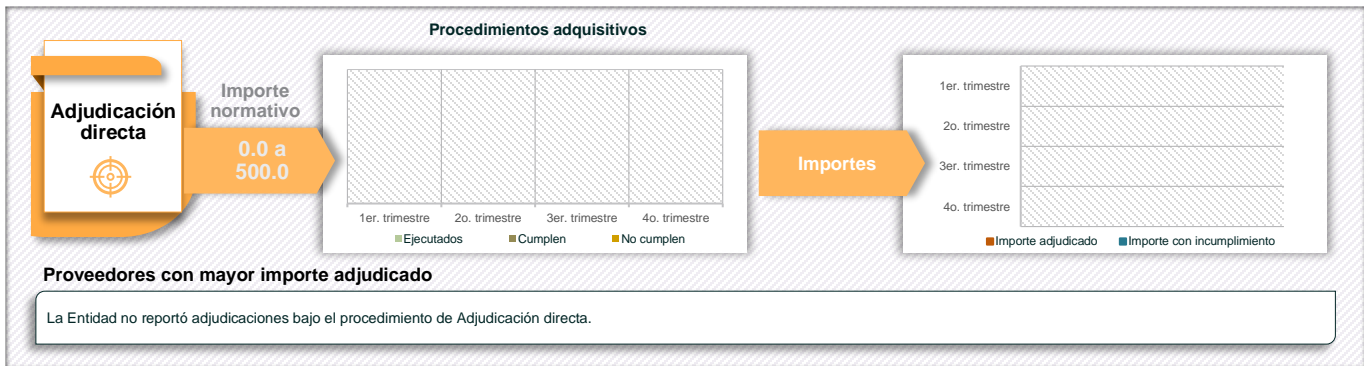 Procedimientos adquisitivos
Adjudicación
directa
Importe
normativo
0.0 a
500.0
1er. trimestre
2o. trimestre
3er. trimestre
4o. trimestre
Ejecutados
Cumplen
No cumplen
Importes
1er. trimestre
2o. trimestre
3er. trimestre
4o. trimestre
Importe adjudicado
Importe con incumplimiento
Proveedores con mayor importe adjudicado
La Entidad no reportó adjudicaciones bajo el procedimiento de Adjudicación directa.